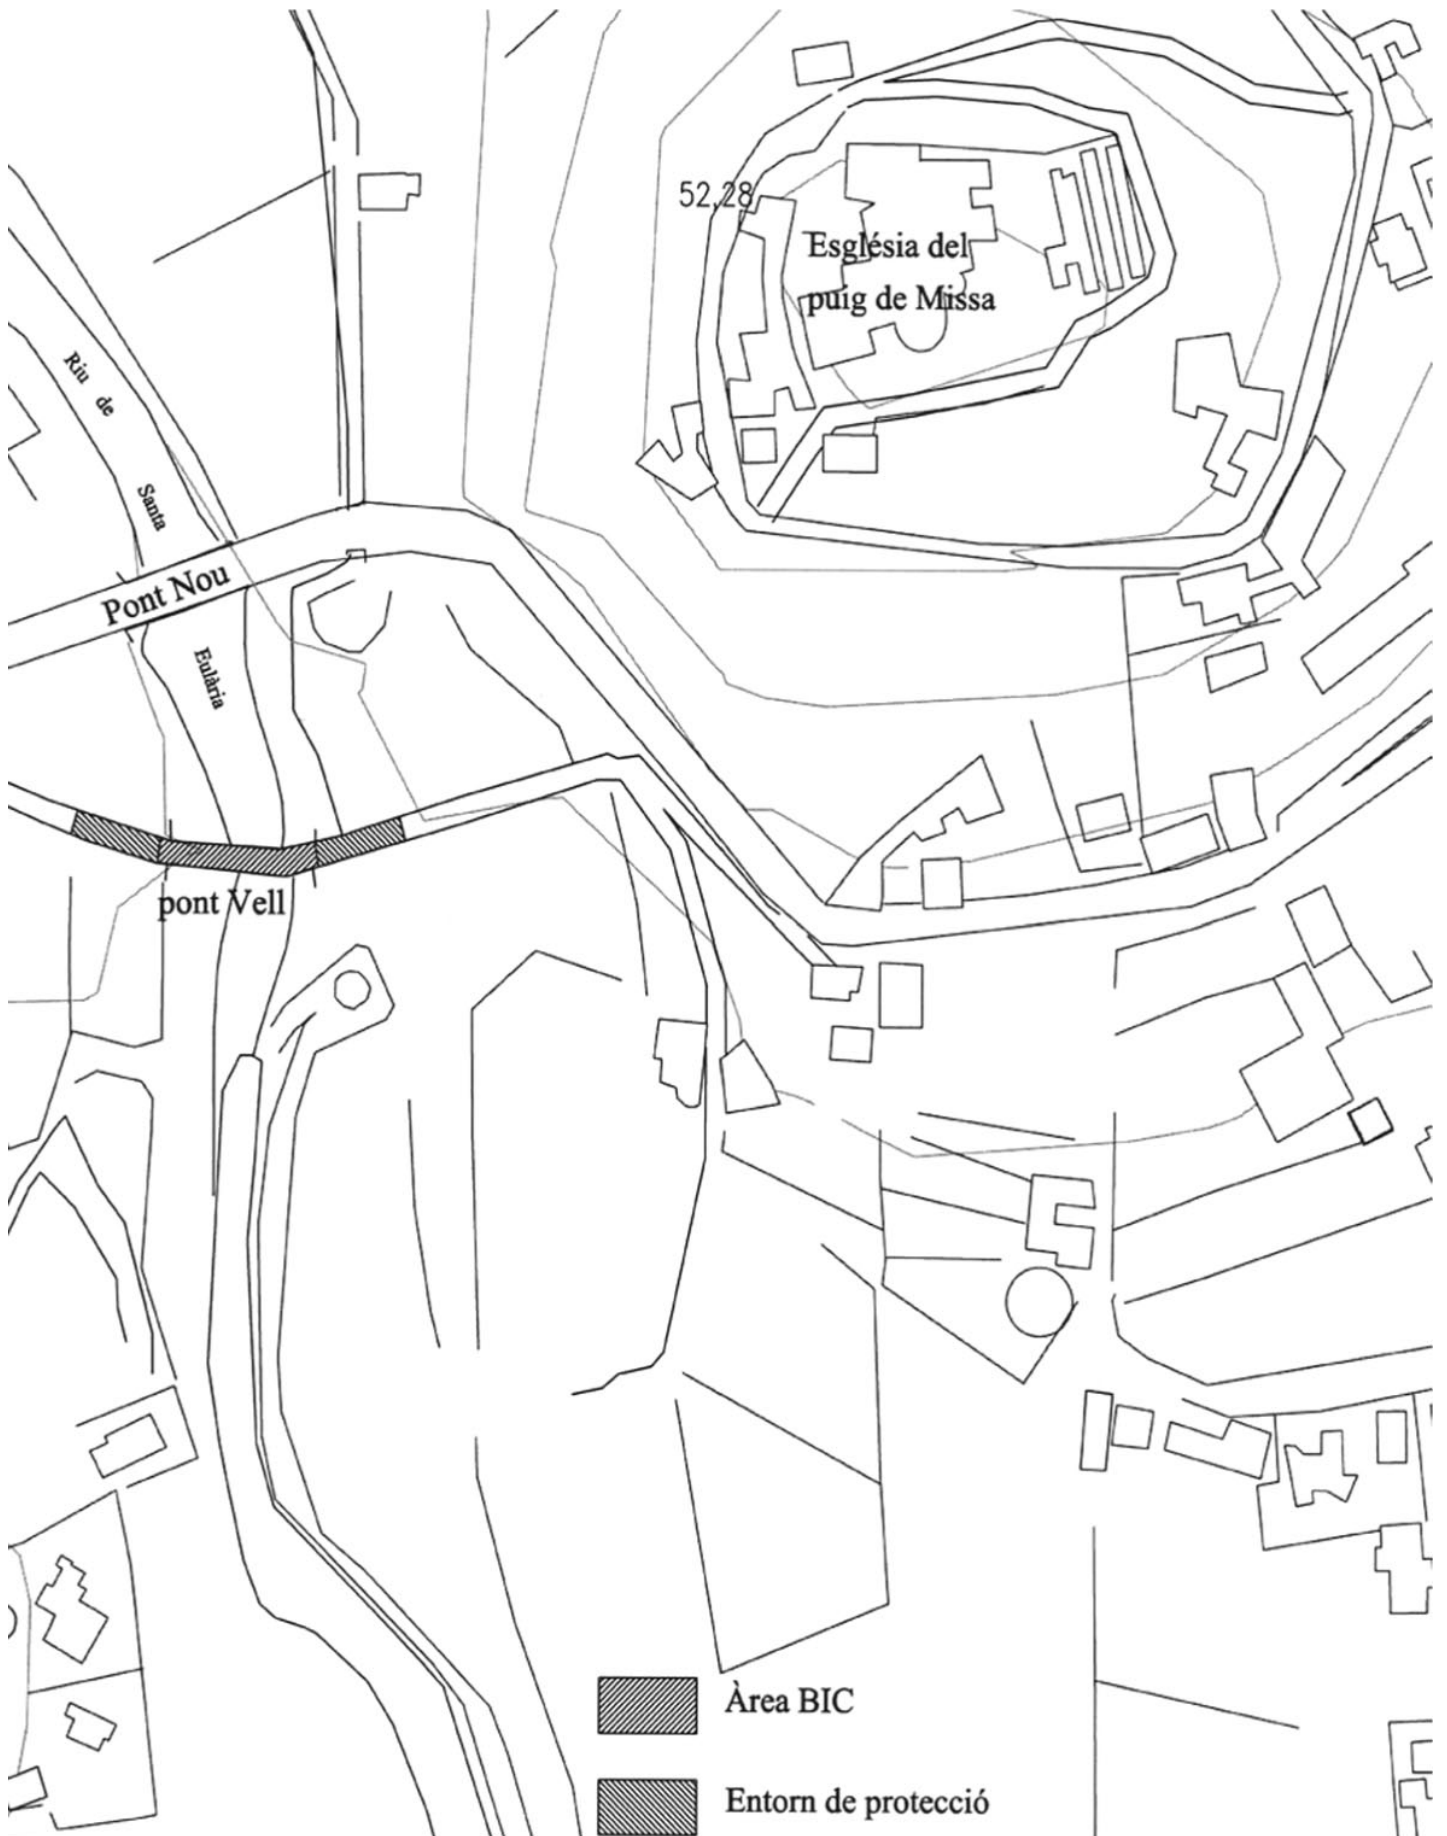 52,28
Església del
puig de Missa
Riu de
Santa
Pont Nou
Eulària
pont Vell
Àrea BIC
Entorn de protecció